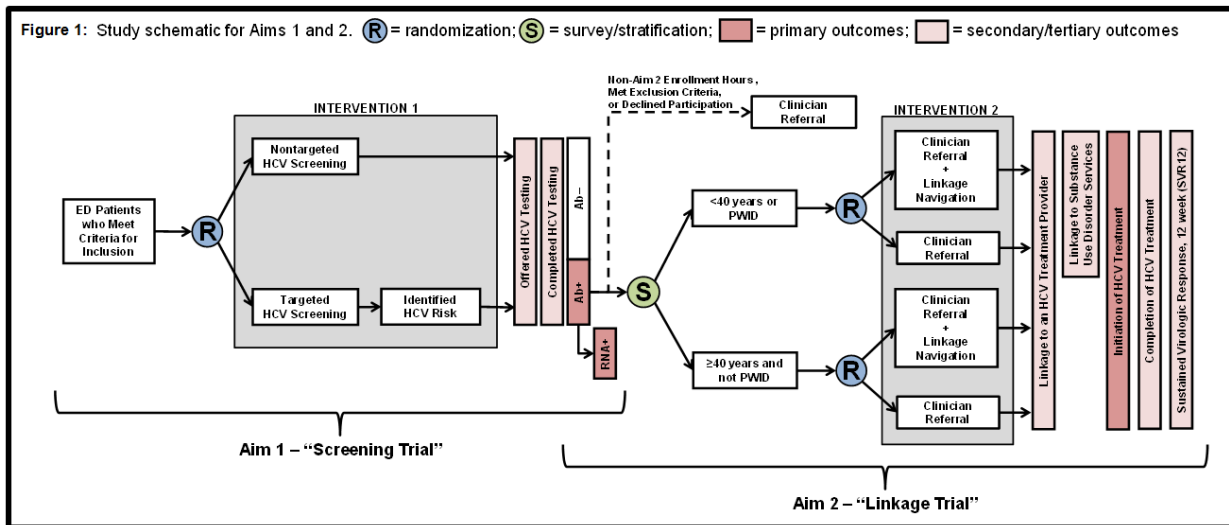 Figure 1: Study schematic for Aims 1 and 2. R = randomization; S = survey/stratification; = primary outcomes; = secondary/tertiary outcomes
INTERVENTION 1
Non-Aim 2 Enrollment Hours,
Met Exclusion Criteria,
or Declined Participation
Clinician
Referral
INTERVENTION 2
ED Patients
who Meet
Criteria for
Inclusion
R
Nontargeted
HCV Screening
Targeted
HCV Screening
Identified
HCV Risk
Offered HCV Testing
Completed HCV Testing
Ab–
Ab+
RNA+
S
<40 years or
PWID
≥40 years and
not PWID
R
R
Clinician
Referral
+
Linkage
Navigation
Clinician
Referral
Clinician
Referral
+
Linkage
Navigation
Clinician
Referral
Linkage to an HCV Treatment Provider
Linkage to Substance
Use Disorder Services
Initiation of HCV Treatment
Completion of HCV Treatment
Sustained Virologic Response, 12 week (SVR12)
Aim 1 – “Screening Trial”
Aim 2 – “Linkage Trial”